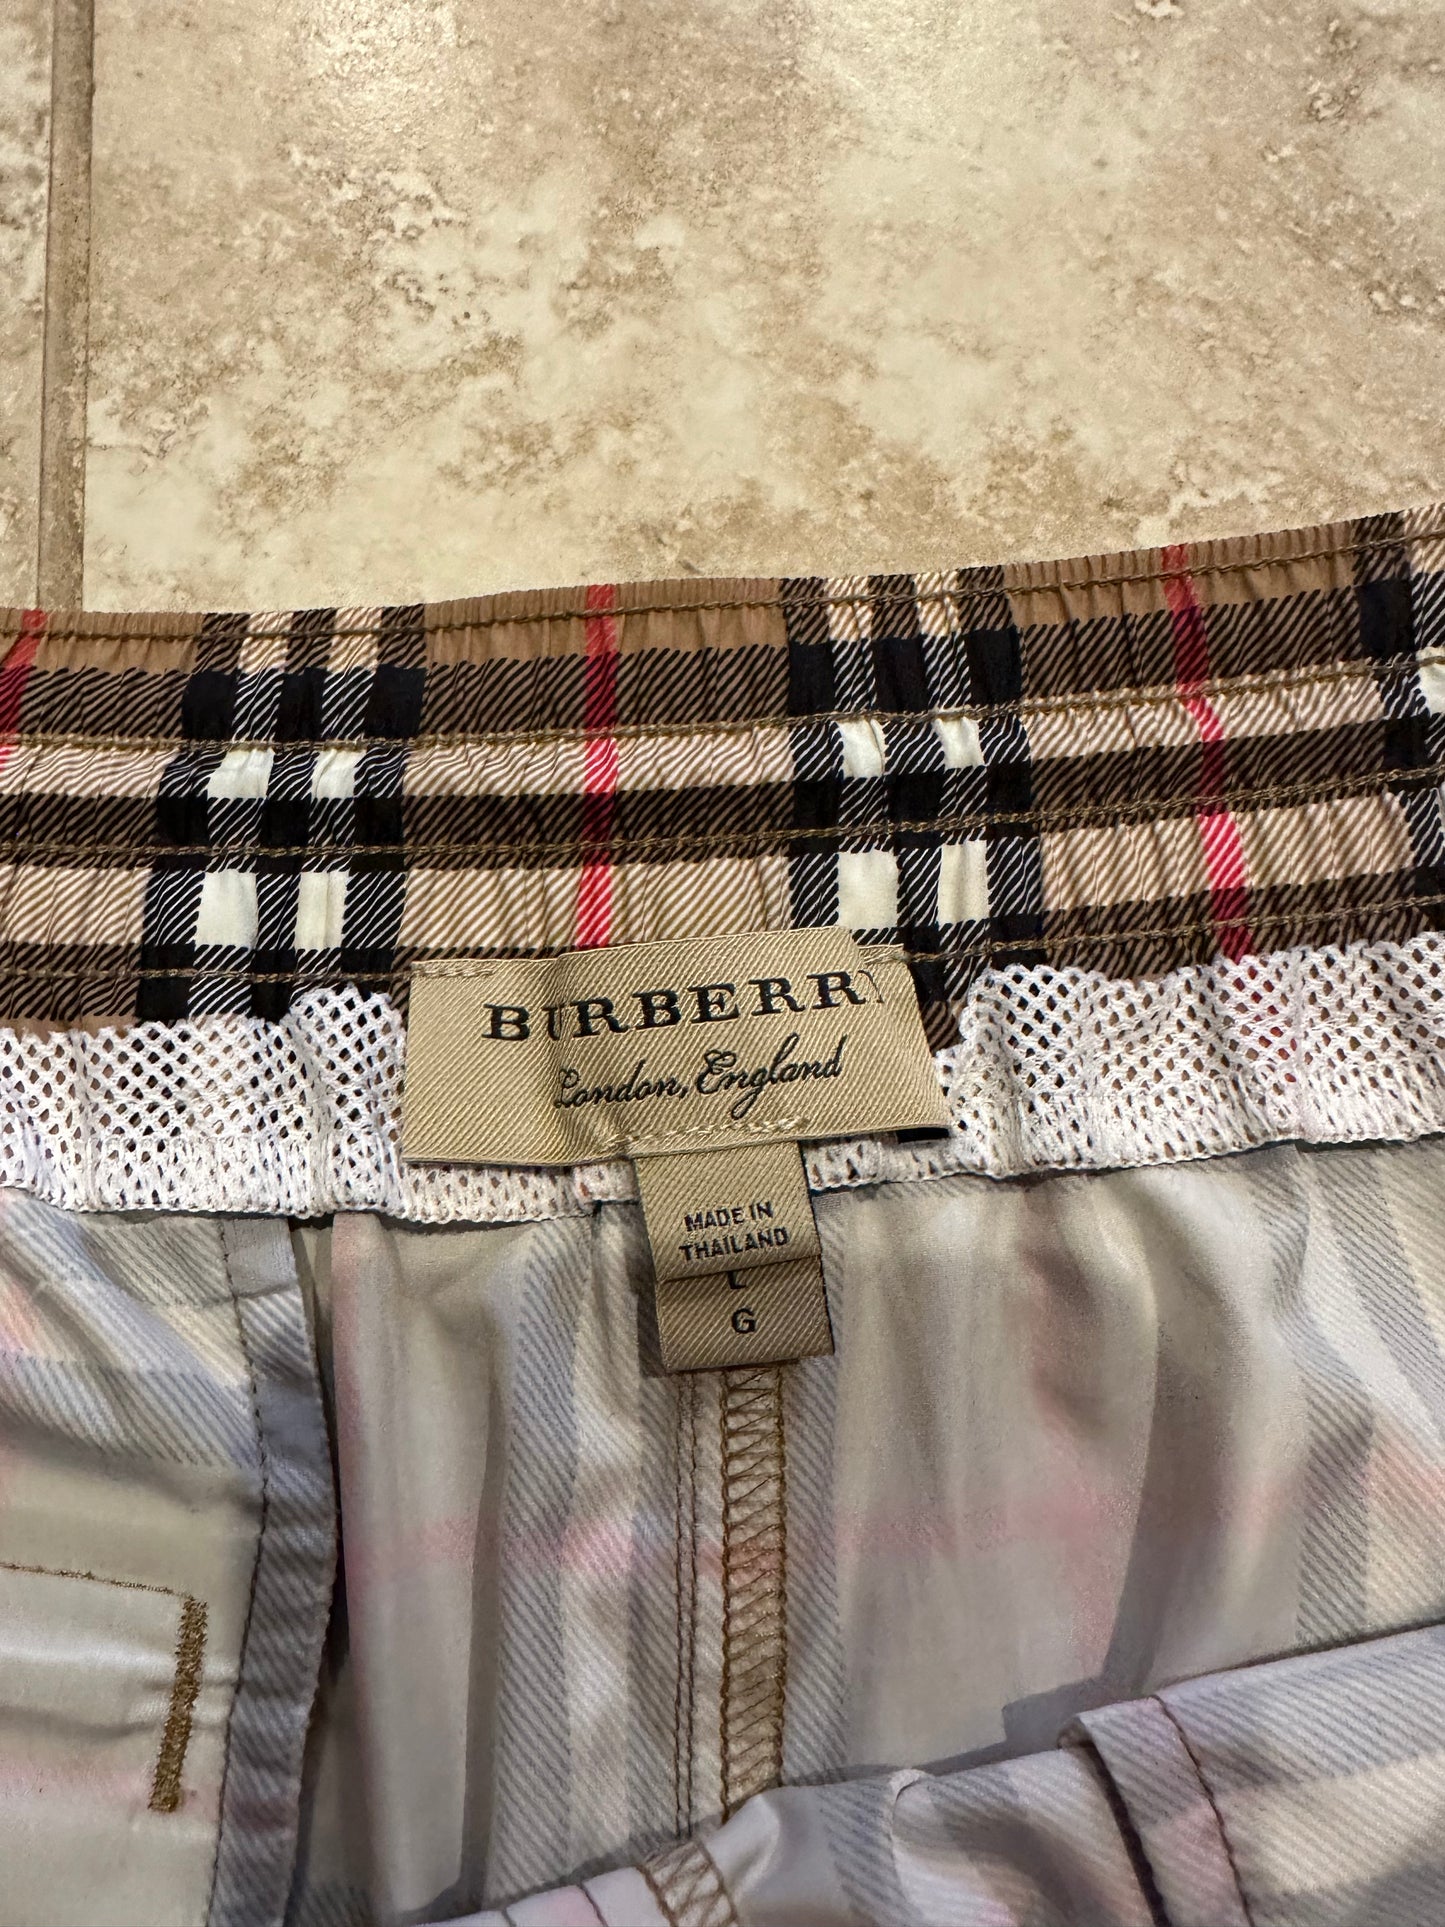 BURBERRY
London, England
MADE IN
THAILAND
L
G